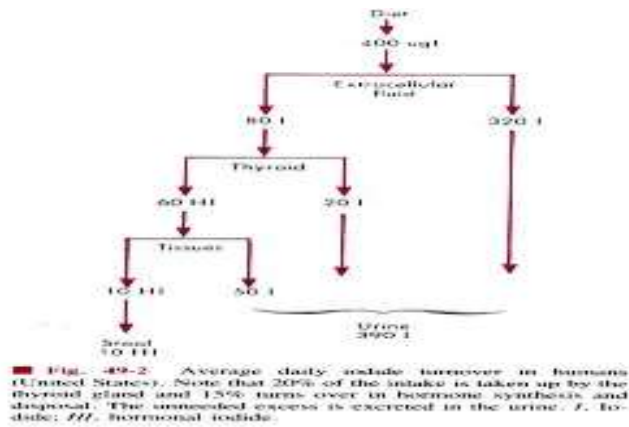 Diet
400 ugI
Extracellular
fluid
80 I
320 I
Thyroid
60 HI
20 I
Tissues
10 HI
50 I
Stool
10 HI
Urine
390 I
Fig. 49-2 Average daily iodide turnover in humans
(United States). Note that 20% of the intake is taken up by the
thyroid gland and 15% turns over in hormone synthesis and
disposal. The unneeded excess is excreted in the urine. I. Io-
dide; HI. hormonal iodide.